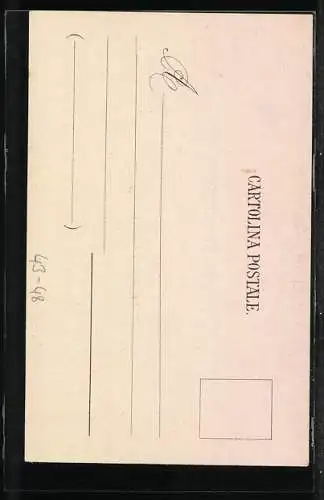 CARTOLINA POSTALE.
A
(                    )
43-48